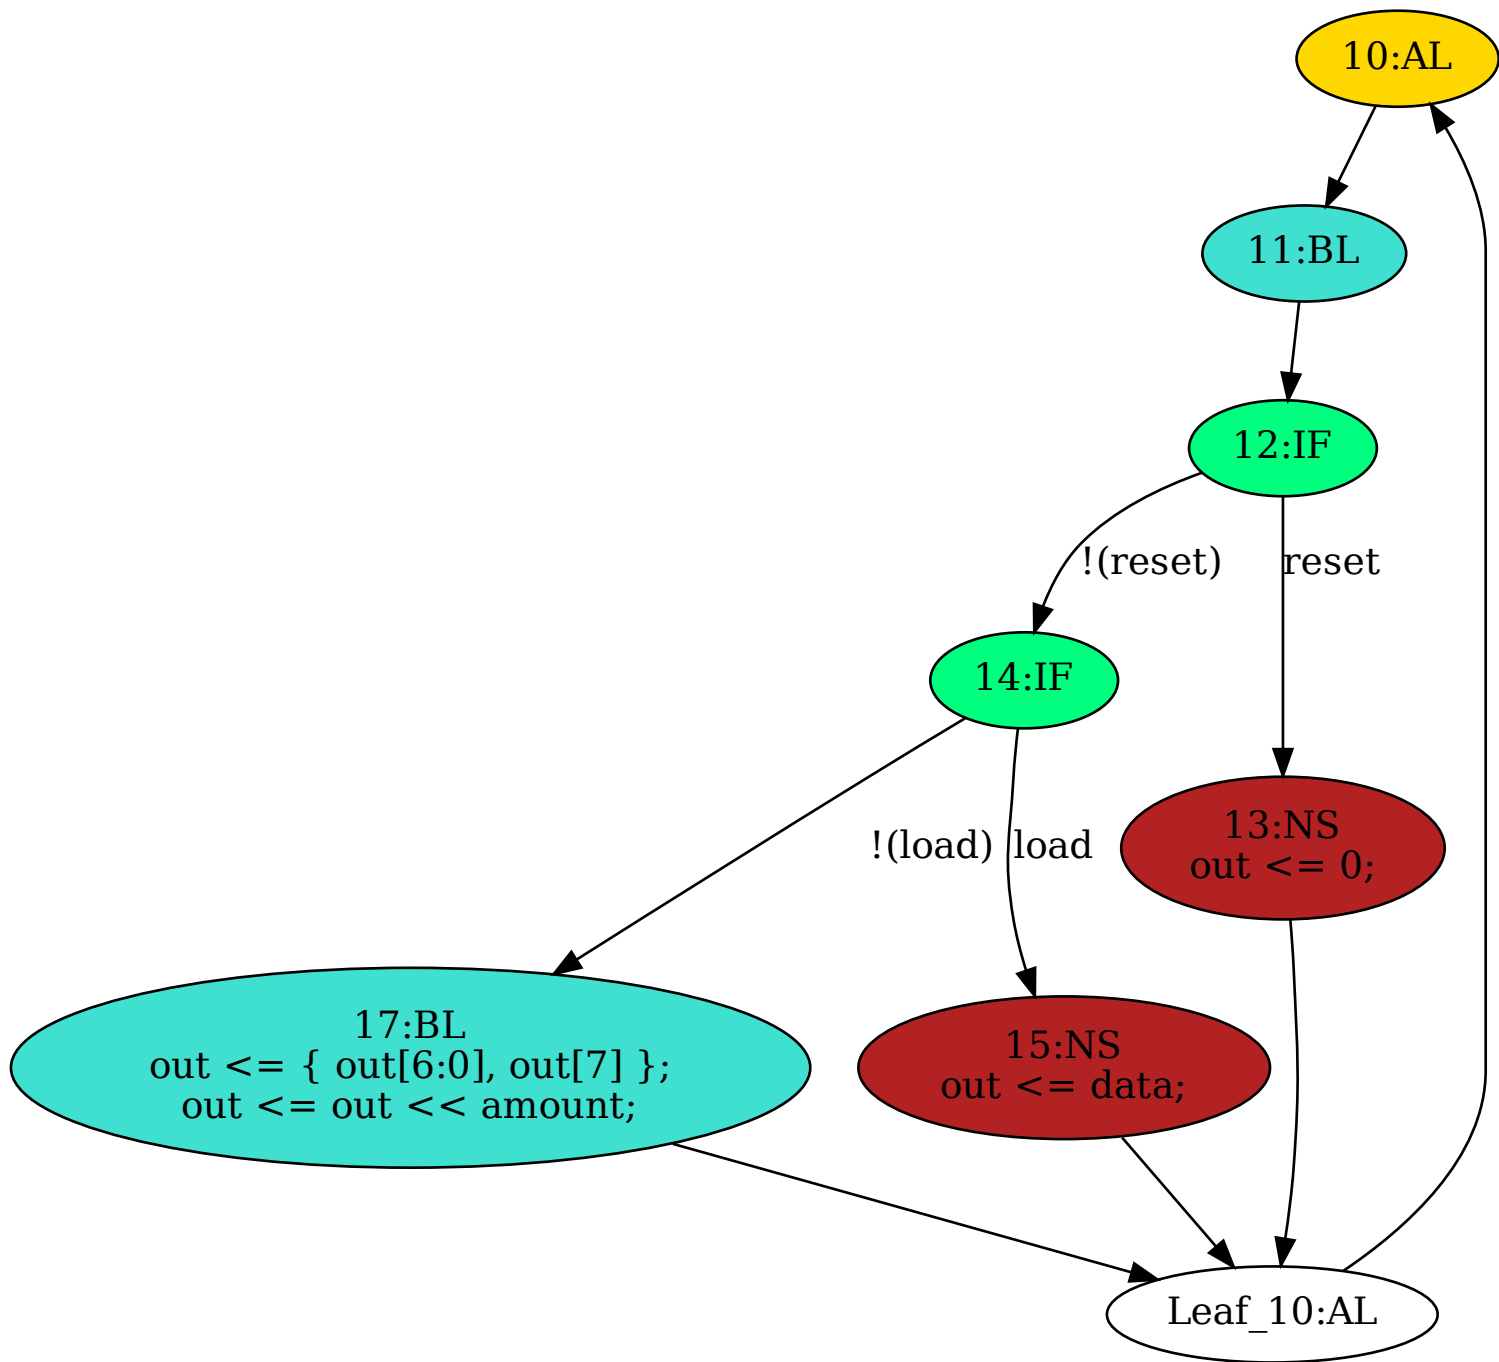 10:AL
11:BL
12:IF
!(reset)
reset
14:IF
13:NS
out <= 0;
!(load)
load
17:BL
out <= { out[6:0], out[7] };
out <= out << amount;
15:NS
out <= data;
Leaf_10:AL